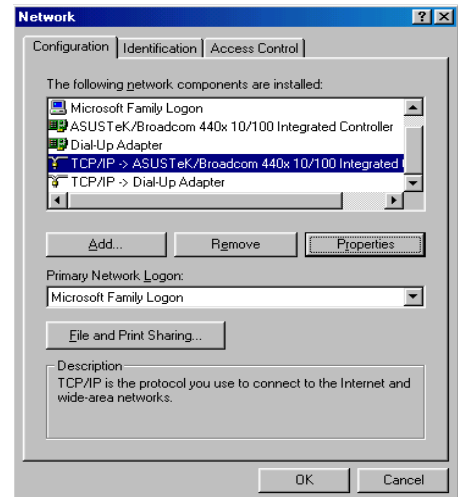 Network
Configuration Identification Access Control
The following network components are installed:
Microsoft Family Logon
ASUSTeK/Broadcom 440x 10/100 Integrated Controller
Dial-Up Adapter
TCP/IP -> ASUSTeK/Broadcom 440x 10/100 Integrated
TCP/IP -> Dial-Up Adapter
Add... Remove Properties
Primary Network Logon:
Microsoft Family Logon
File and Print Sharing...
Description
TCP/IP is the protocol you use to connect to the Internet and
wide-area networks.
OK Cancel